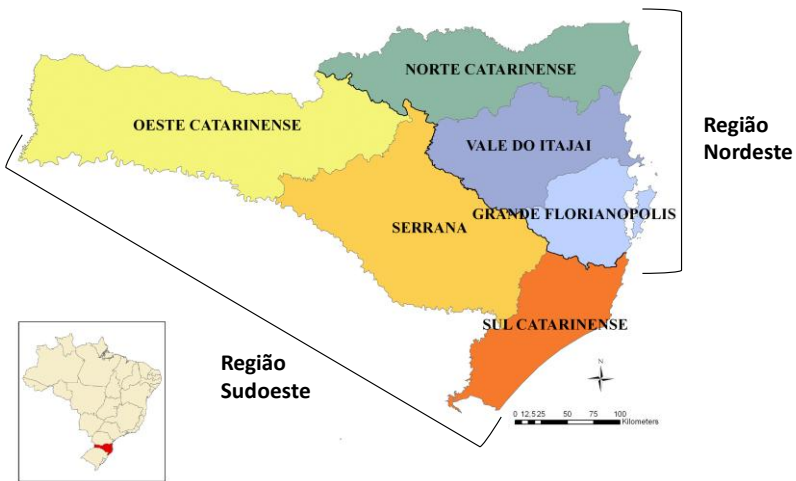 NORTE CATARINENSE
OESTE CATARINENSE
VALE DO ITAJAI
Região
Nordeste
GRANDE FLORIANOPOLIS
SERRANA
SUL CATARINENSE
Região
Sudoeste
N
0 12,525 50 75 100
Kilometers